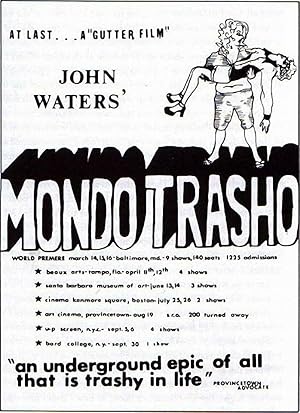 AT LAST...A"GUTTER FILM"
JOHN
WATERS'
MONDO TRASHO
WORLD PREMIERE march 14,15,16-baltimore,md.- 9 shows,140 seats 1225 admissions
★ beaux arts-tampa,fla-april 11th,12th 4 shows
★ santa barbara museum of art-june 13,14 3 shows
★ cinema kenmore square, boston-july 25,26 2 shows
★ art cinema, provincetown-aug 19 s.r.o. 200 turned away
★ u-p screen, n.y.c.- sept. 5,6 4 shows
★ bard college, n.y.- sept. 30 1 show
"an underground epic of all
that is trashy in life" PROVINCETOWN
ADVOCATE